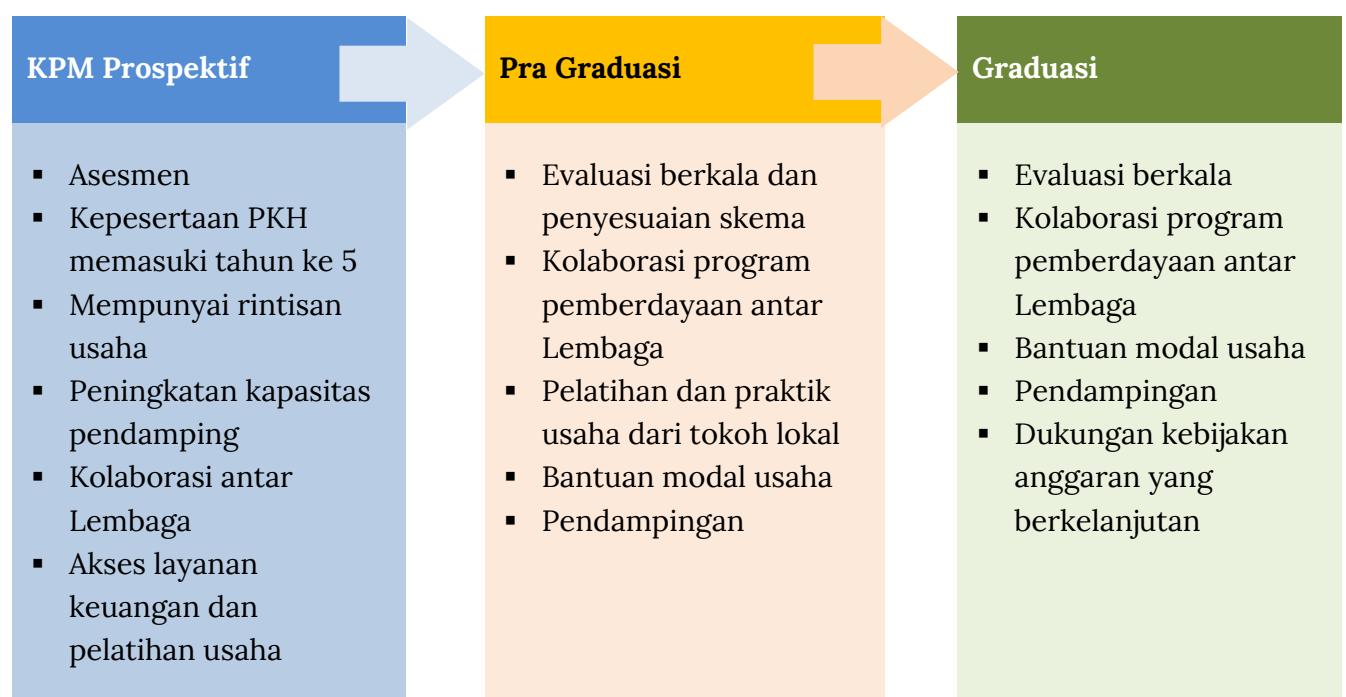 KPM Prospektif
▪ Asesmen
▪ Kepesertaan PKH
memasuki tahun ke 5
▪ Mempunyai rintisan
usaha
▪ Peningkatan kapasitas
pendamping
▪ Kolaborasi antar
Lembaga
▪ Akses layanan
keuangan dan
pelatihan usaha
Pra Graduasi
▪ Evaluasi berkala dan
penyesuaian skema
▪ Kolaborasi program
pemberdayaan antar
Lembaga
▪ Pelatihan dan praktik
usaha dari tokoh lokal
▪ Bantuan modal usaha
▪ Pendampingan
Graduasi
▪ Evaluasi berkala
▪ Kolaborasi program
pemberdayaan antar
Lembaga
▪ Bantuan modal usaha
▪ Pendampingan
▪ Dukungan kebijakan
anggaran yang
berkelanjutan